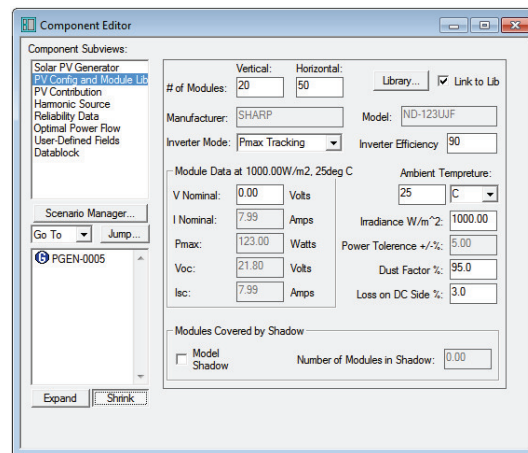 Component Editor
Component Subviews:
Solar PV Generator
PV Config and Module Lib
PV Contribution
Harmonic Source
Reliability Data
Optimal Power Flow
User-Defined Fields
Datablock
Scenario Manager...
Go To
Jump...
PGEN-0005
Expand
Shrink
Vertical: Horizontal:
# of Modules: 20 50 Library... Link to Lib
Manufacturer: SHARP Model: ND-123UJF
Inverter Mode: Pmax Tracking Inverter Efficiency 90
Module Data at 1000.00W/m2, 25deg C
V Nominal: 0.00 Volts
I Nominal: 7.99 Amps
Pmax: 123.00 Watts
Voc: 21.80 Volts
Isc: 7.99 Amps
Ambient Tempreture:
25 C
Irradiance W/m^2: 1000.00
Power Tolerence +/-%: 5.00
Dust Factor %: 95.0
Loss on DC Side %: 3.0
Modules Covered by Shadow
Model
Shadow
Number of Modules in Shadow: 0.00